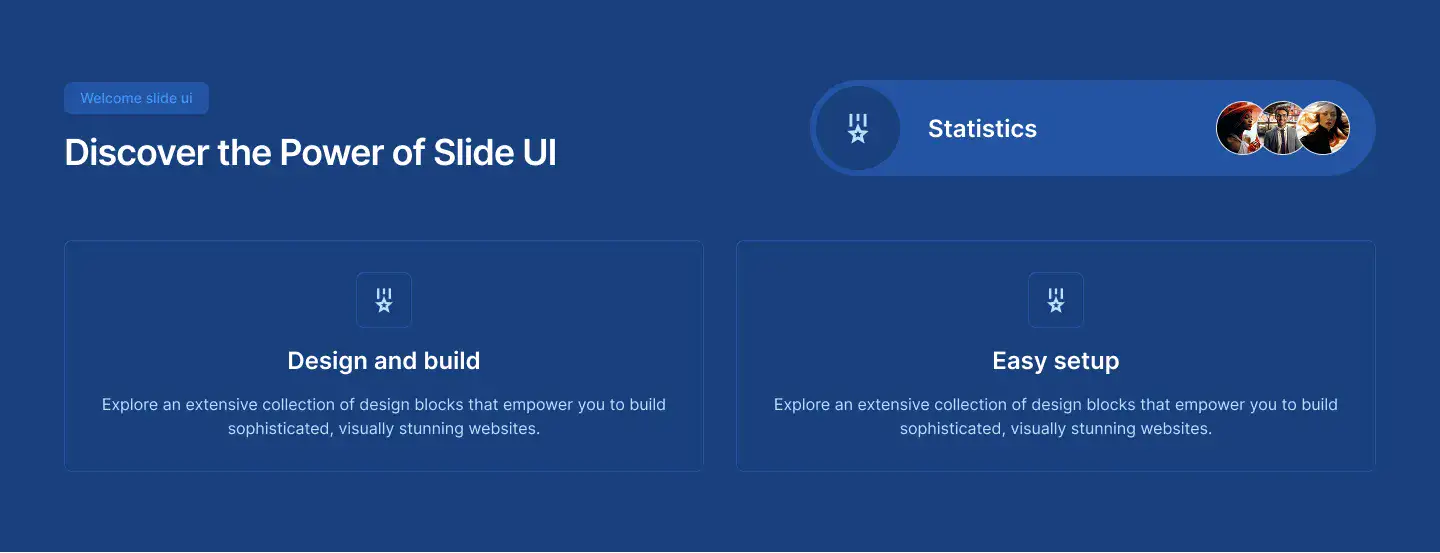 Welcome slide ui
Discover the Power of Slide UI
Statistics
Design and build
Explore an extensive collection of design blocks that empower you to build
sophisticated, visually stunning websites.
Easy setup
Explore an extensive collection of design blocks that empower you to build
sophisticated, visually stunning websites.